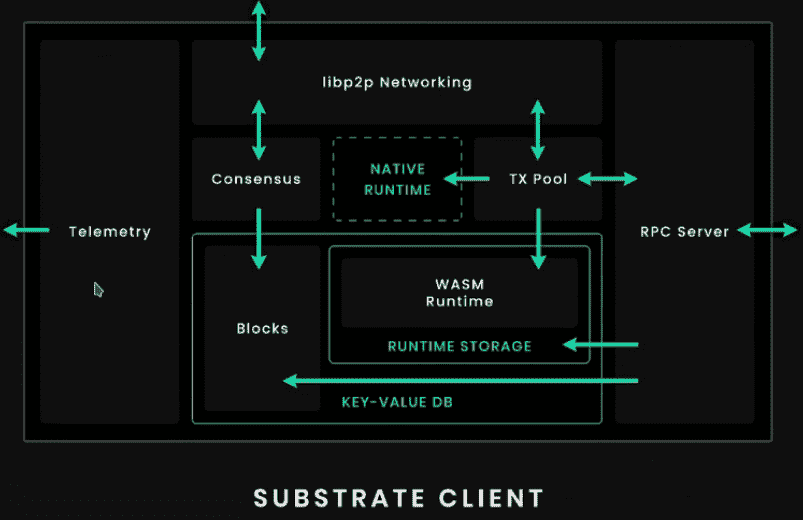 libp2p Networking
Consensus
NATIVE
RUNTIME
TX Pool
Telemetry
RPC Server
WASM
Runtime
Blocks
RUNTIME STORAGE
KEY-VALUE DB
SUBSTRATE CLIENT